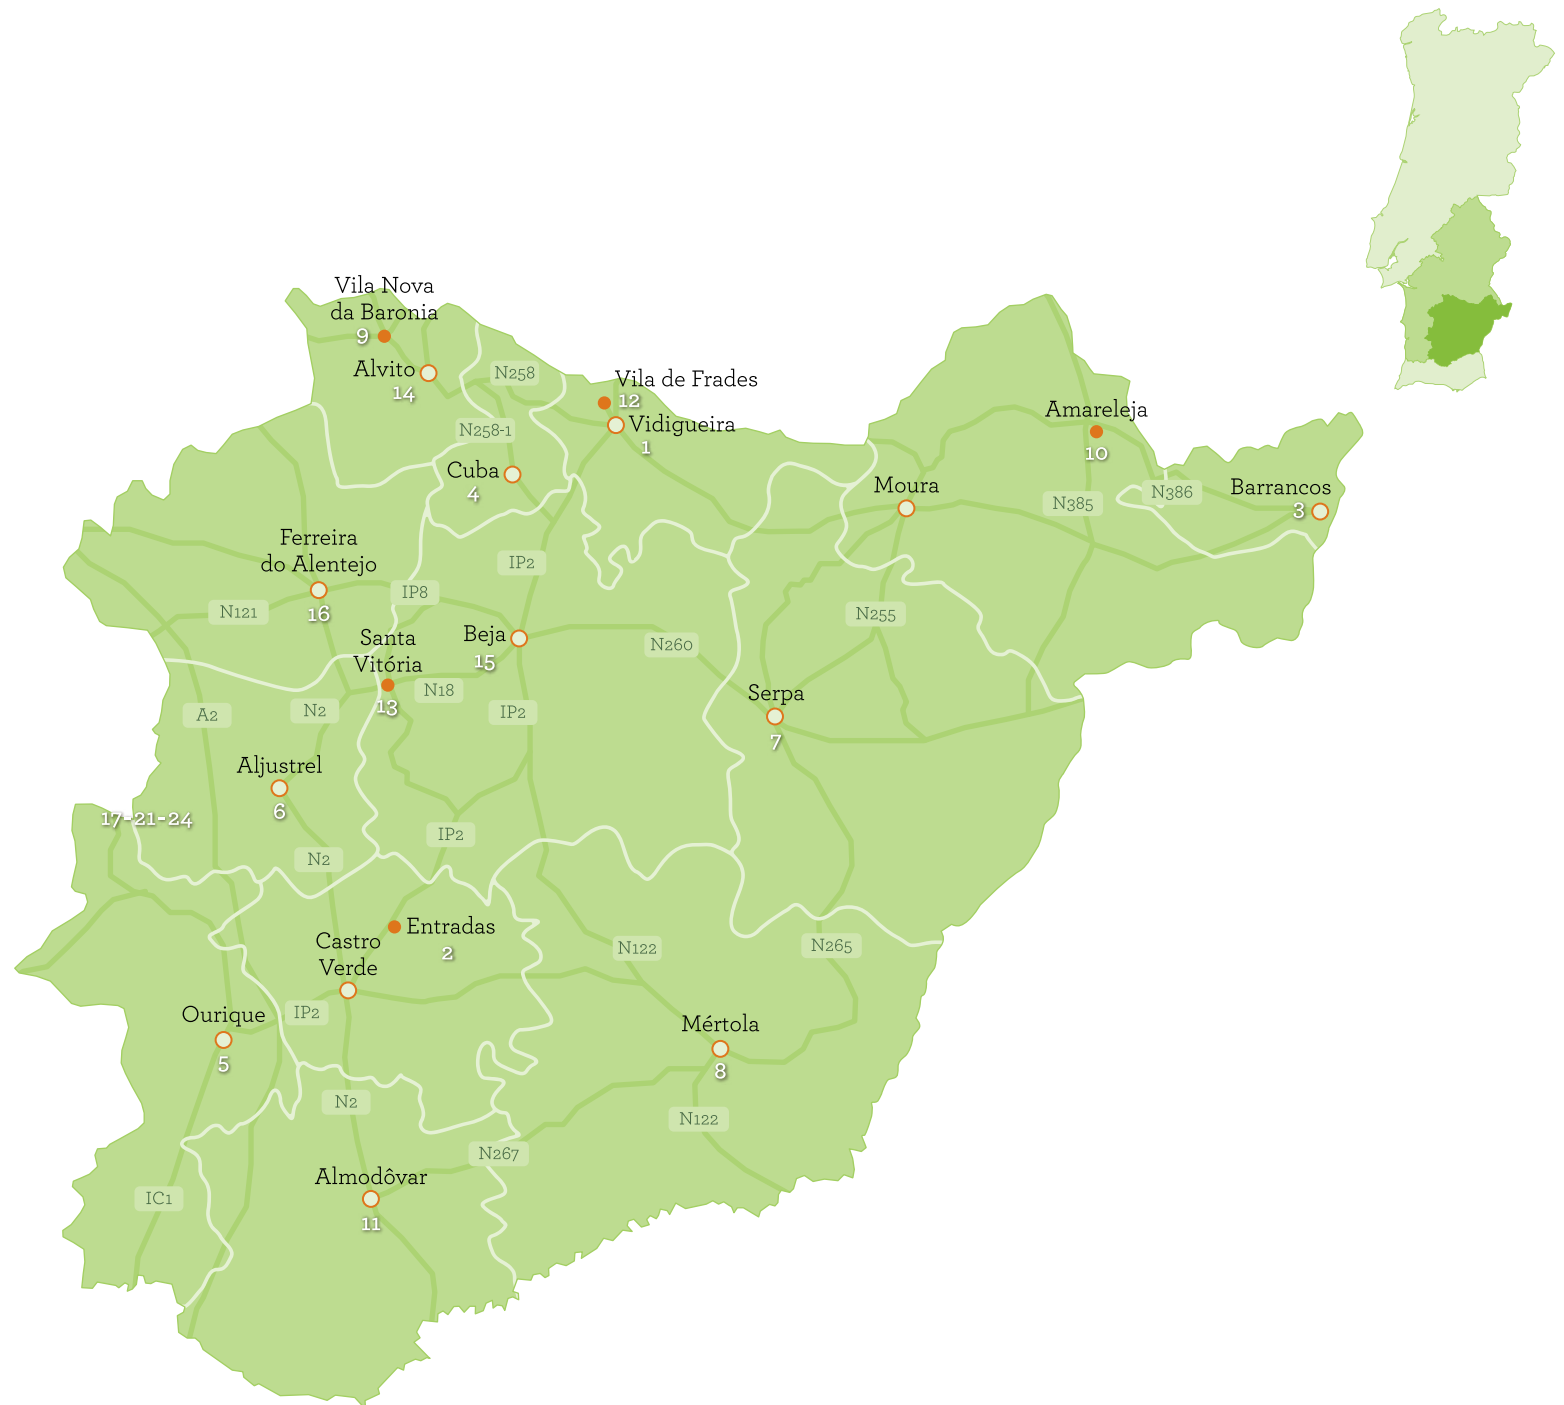 Vila Nova
da Baronia
9
Alvito
14
N258
Vila de Frades
12
Vidigueira
1
N258-1
Cuba
4
Amareleja
10
Moura
N385
N386
Barrancos
3
Ferreira
do Alentejo
16
IP2
IP8
N121
N255
Santa
Vitória
13
Beja
15
N260
N18
Serpa
7
A2
N2
IP2
Aljustrel
6
17-21-24
IP2
N2
Entradas
2
Castro
Verde
N122
N265
Ourique
5
IP2
Mértola
8
N2
N122
N267
Almodôvar
11
IC1